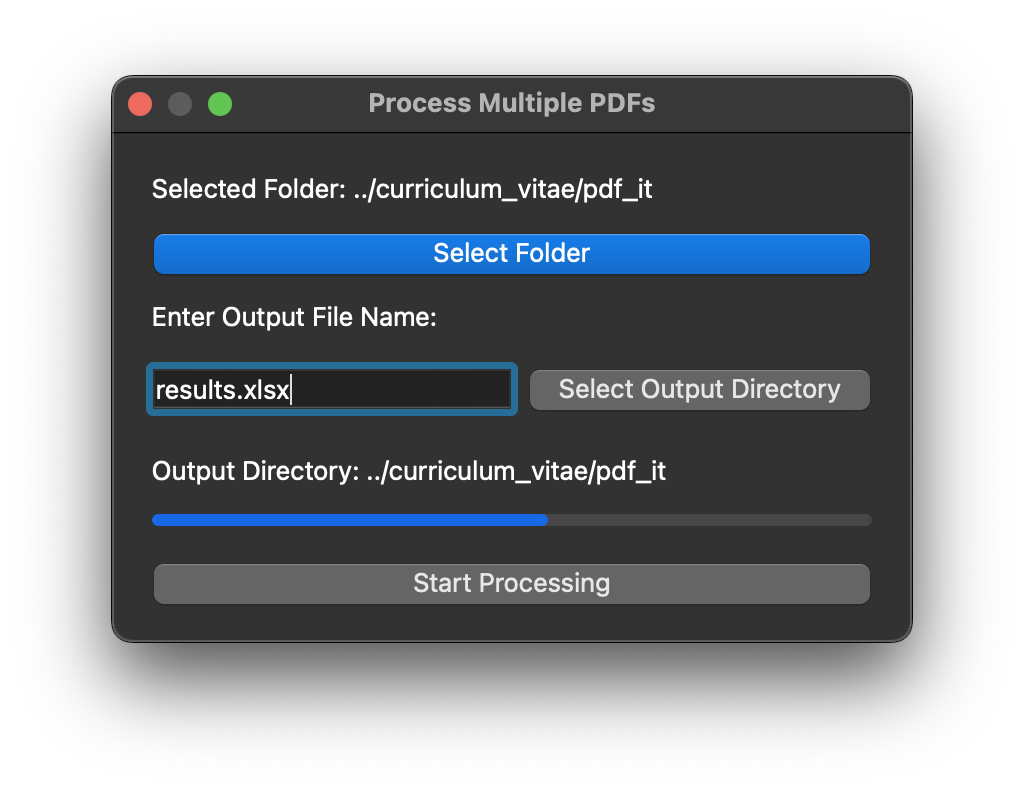 Process Multiple PDFs
Selected Folder: ../curriculum_vitae/pdf_it
Select Folder
Enter Output File Name:
results.xlsx
Select Output Directory
Output Directory: ../curriculum_vitae/pdf_it
Start Processing